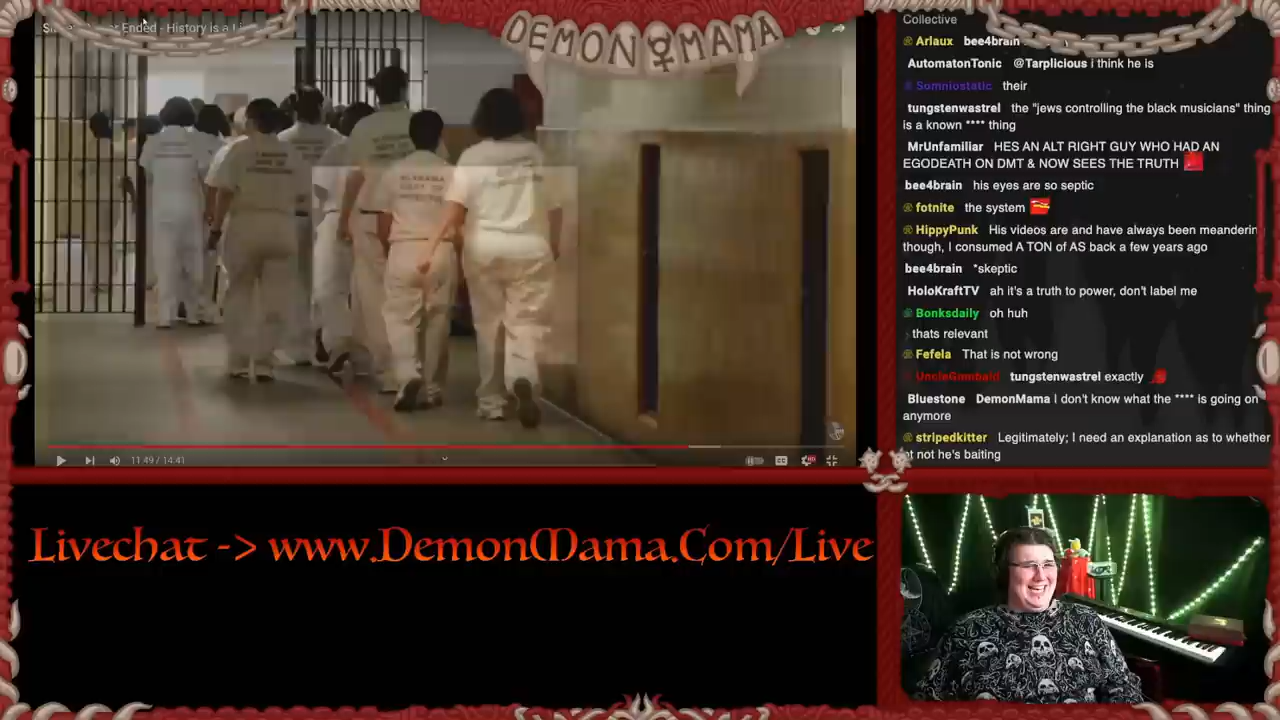 Ended - History is a Li
DEMON MAMA
ALABAMA
11:49 / 14:41
CC
HD
Collective
Arlaux bee4brain
AutomatonTonic @Tarplicious i think he is
Somniostatic their
tungstenwastrel the "jews controlling the black musicians" thing
is a known **** thing
MrUnfamiliar HES AN ALT RIGHT GUY WHO HAD AN
EGODEATH ON DMT & NOW SEES THE TRUTH
bee4brain his eyes are so septic
fotnite the system
HippyPunk His videos are and have always been meandering
though, I consumed A TON of AS back a few years ago
bee4brain *skeptic
HoloKraftTV ah it's a truth to power, don't label me
Bonksdaily oh huh
thats relevant
Fefela That is not wrong
UncleGambald tungstenwastrel exactly
Bluestone DemonMama I don't know what the **** is going on
anymore
stripedkitter Legitimately; I need an explanation as to whether
not he's baiting
Livechat -> www.DemonMama.Com/Live